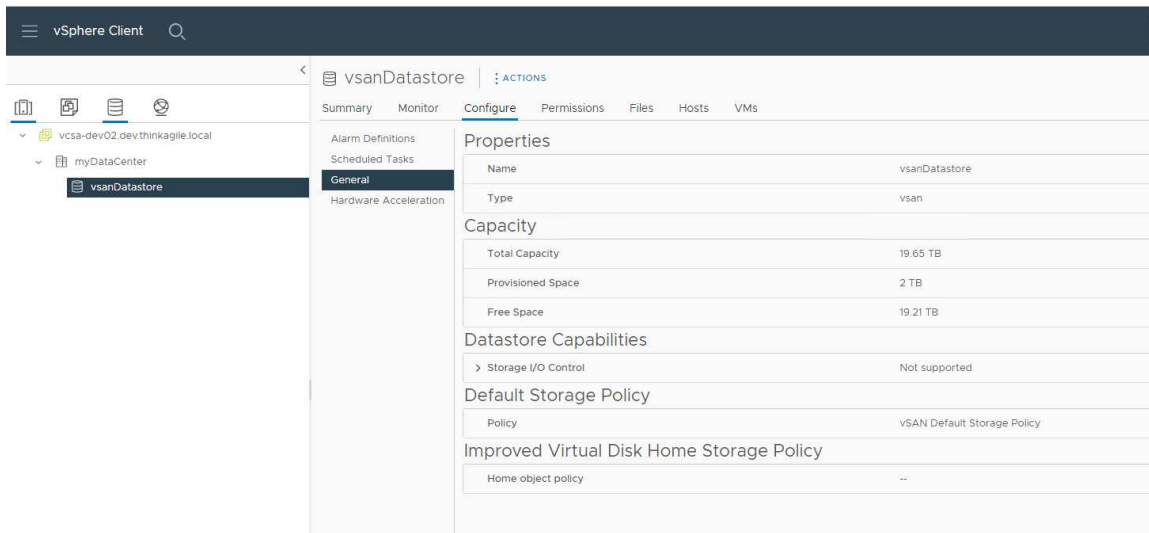 vSphere Client
vsanDatastore
ACTIONS
Summary Monitor Configure Permissions Files Hosts VMs
vcsa-dev02.dev.thinkagile.local
myDataCenter
vsanDatastore
Alarm Definitions
Scheduled Tasks
General
Hardware Acceleration
Properties
Name vsanDatastore
Type vsan
Capacity
Total Capacity 19.65 TB
Provisioned Space 2 TB
Free Space 19.21 TB
Datastore Capabilities
Storage I/O Control Not supported
Default Storage Policy
Policy vSAN Default Storage Policy
Improved Virtual Disk Home Storage Policy
Home object policy --